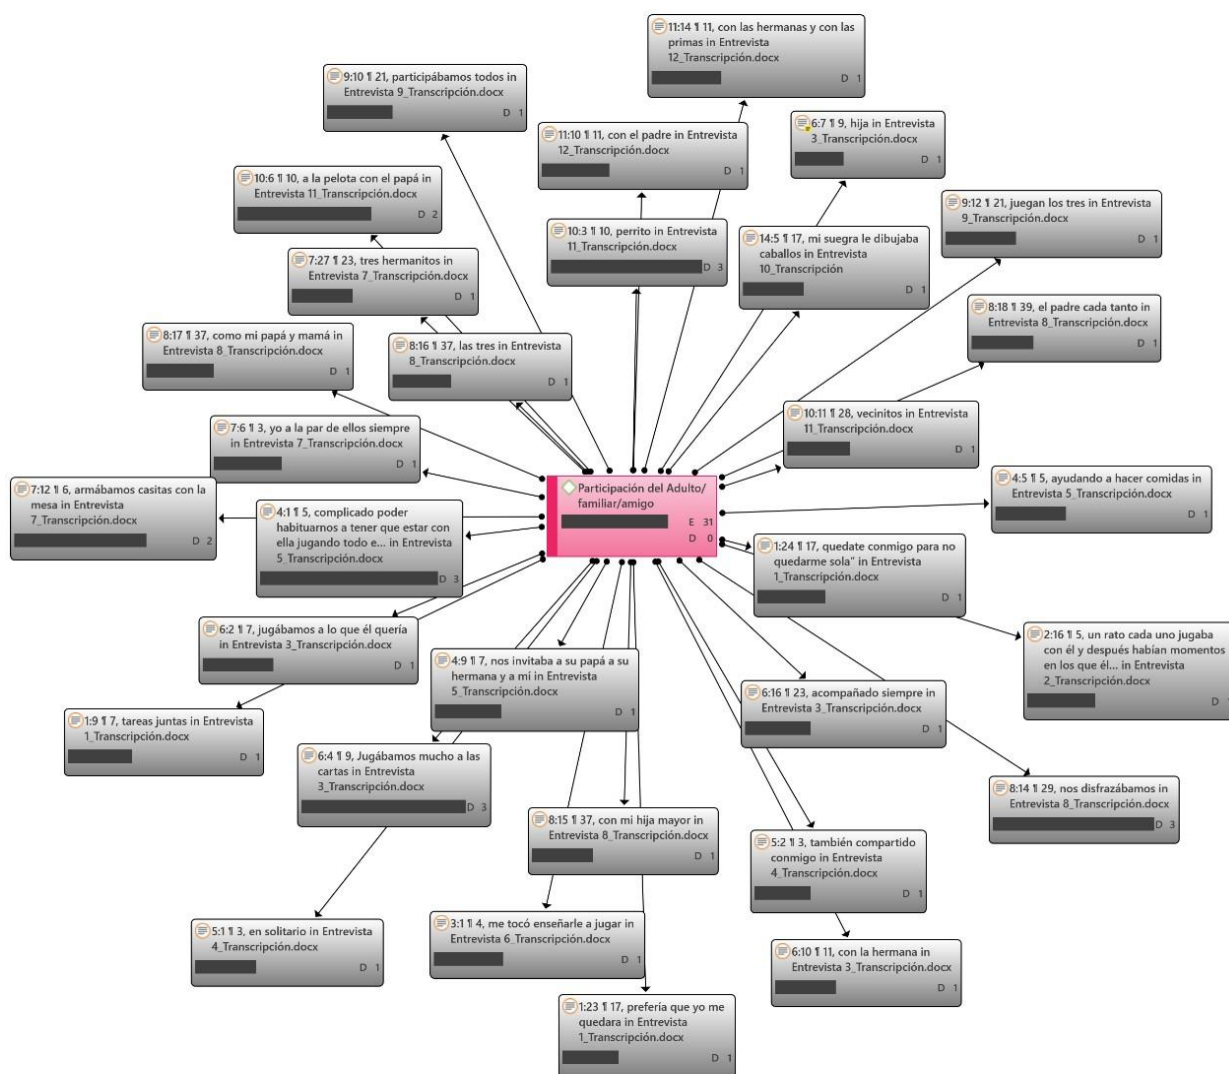 11:14 ¶ 11, con las hermanas y con las
primas in Entrevista
12_Transcripción.docx
D 1
9:10 ¶ 21, participábamos todos in
Entrevista 9_Transcripción.docx
D 1
11:10 ¶ 11, con el padre in Entrevista
12_Transcripción.docx
D 1
6:7 ¶ 9, hija in Entrevista
3_Transcripción.docx
D 1
10:6 ¶ 10, a la pelota con el papá in
Entrevista 11_Transcripción.docx
D 2
9:12 ¶ 21, juegan los tres in Entrevista
9_Transcripción.docx
D 1
10:3 ¶ 10, perrito in Entrevista
11_Transcripción.docx
D 3
14:5 ¶ 17, mi suegra le dibujaba
caballos in Entrevista
10_Transcripción
D 1
7:27 ¶ 23, tres hermanitos in
Entrevista 7_Transcripción.docx
D 1
8:18 ¶ 39, el padre cada tanto in
Entrevista 8_Transcripción.docx
D 1
8:17 ¶ 37, como mi papá y mamá in
Entrevista 8_Transcripción.docx
D 1
8:16 ¶ 37, las tres in Entrevista
8_Transcripción.docx
D 1
10:11 ¶ 28, vecinitos in Entrevista
11_Transcripción.docx
D 1
7:6 ¶ 3, yo a la par de ellos siempre
in Entrevista 7_Transcripción.docx
D 1
4:5 ¶ 5, ayudando a hacer comidas in
Entrevista 5_Transcripción.docx
D 1
7:12 ¶ 6, armábamos casitas con la
mesa in Entrevista
7_Transcripción.docx
D 2
Participación del Adulto/
familiar/amigo
E 31
D 0
4:1 ¶ 5, complicado poder
habituarnos a tener que estar con
ella jugando todo e... in Entrevista
5_Transcripción.docx
D 3
1:24 ¶ 17, quedate conmigo para no
quedarme sola” in Entrevista
1_Transcripción.docx
D 1
6:2 ¶ 7, jugábamos a lo que él quería
in Entrevista 3_Transcripción.docx
D 1
2:16 ¶ 5, un rato cada uno jugaba
con él y después habían momentos
en los que él... in Entrevista
2_Transcripción.docx
D 1
4:9 ¶ 7, nos invitaba a su papá a su
hermana y a mí in Entrevista
5_Transcripción.docx
D 1
6:16 ¶ 23, acompañado siempre in
Entrevista 3_Transcripción.docx
D 1
1:9 ¶ 7, tareas juntas in Entrevista
1_Transcripción.docx
D 1
6:4 ¶ 9, Jugábamos mucho a las
cartas in Entrevista
3_Transcripción.docx
D 3
8:14 ¶ 29, nos disfrazábamos in
Entrevista 8_Transcripción.docx
D 3
8:15 ¶ 37, con mi hija mayor in
Entrevista 8_Transcripción.docx
D 1
5:2 ¶ 3, también compartido
conmigo in Entrevista
4_Transcripción.docx
D 1
5:1 ¶ 3, en solitario in Entrevista
4_Transcripción.docx
D 1
3:1 ¶ 4, me tocó enseñarle a jugar in
Entrevista 6_Transcripción.docx
D 1
6:10 ¶ 11, con la hermana in
Entrevista 3_Transcripción.docx
D 1
1:23 ¶ 17, prefería que yo me
quedara in Entrevista
1_Transcripción.docx
D 1